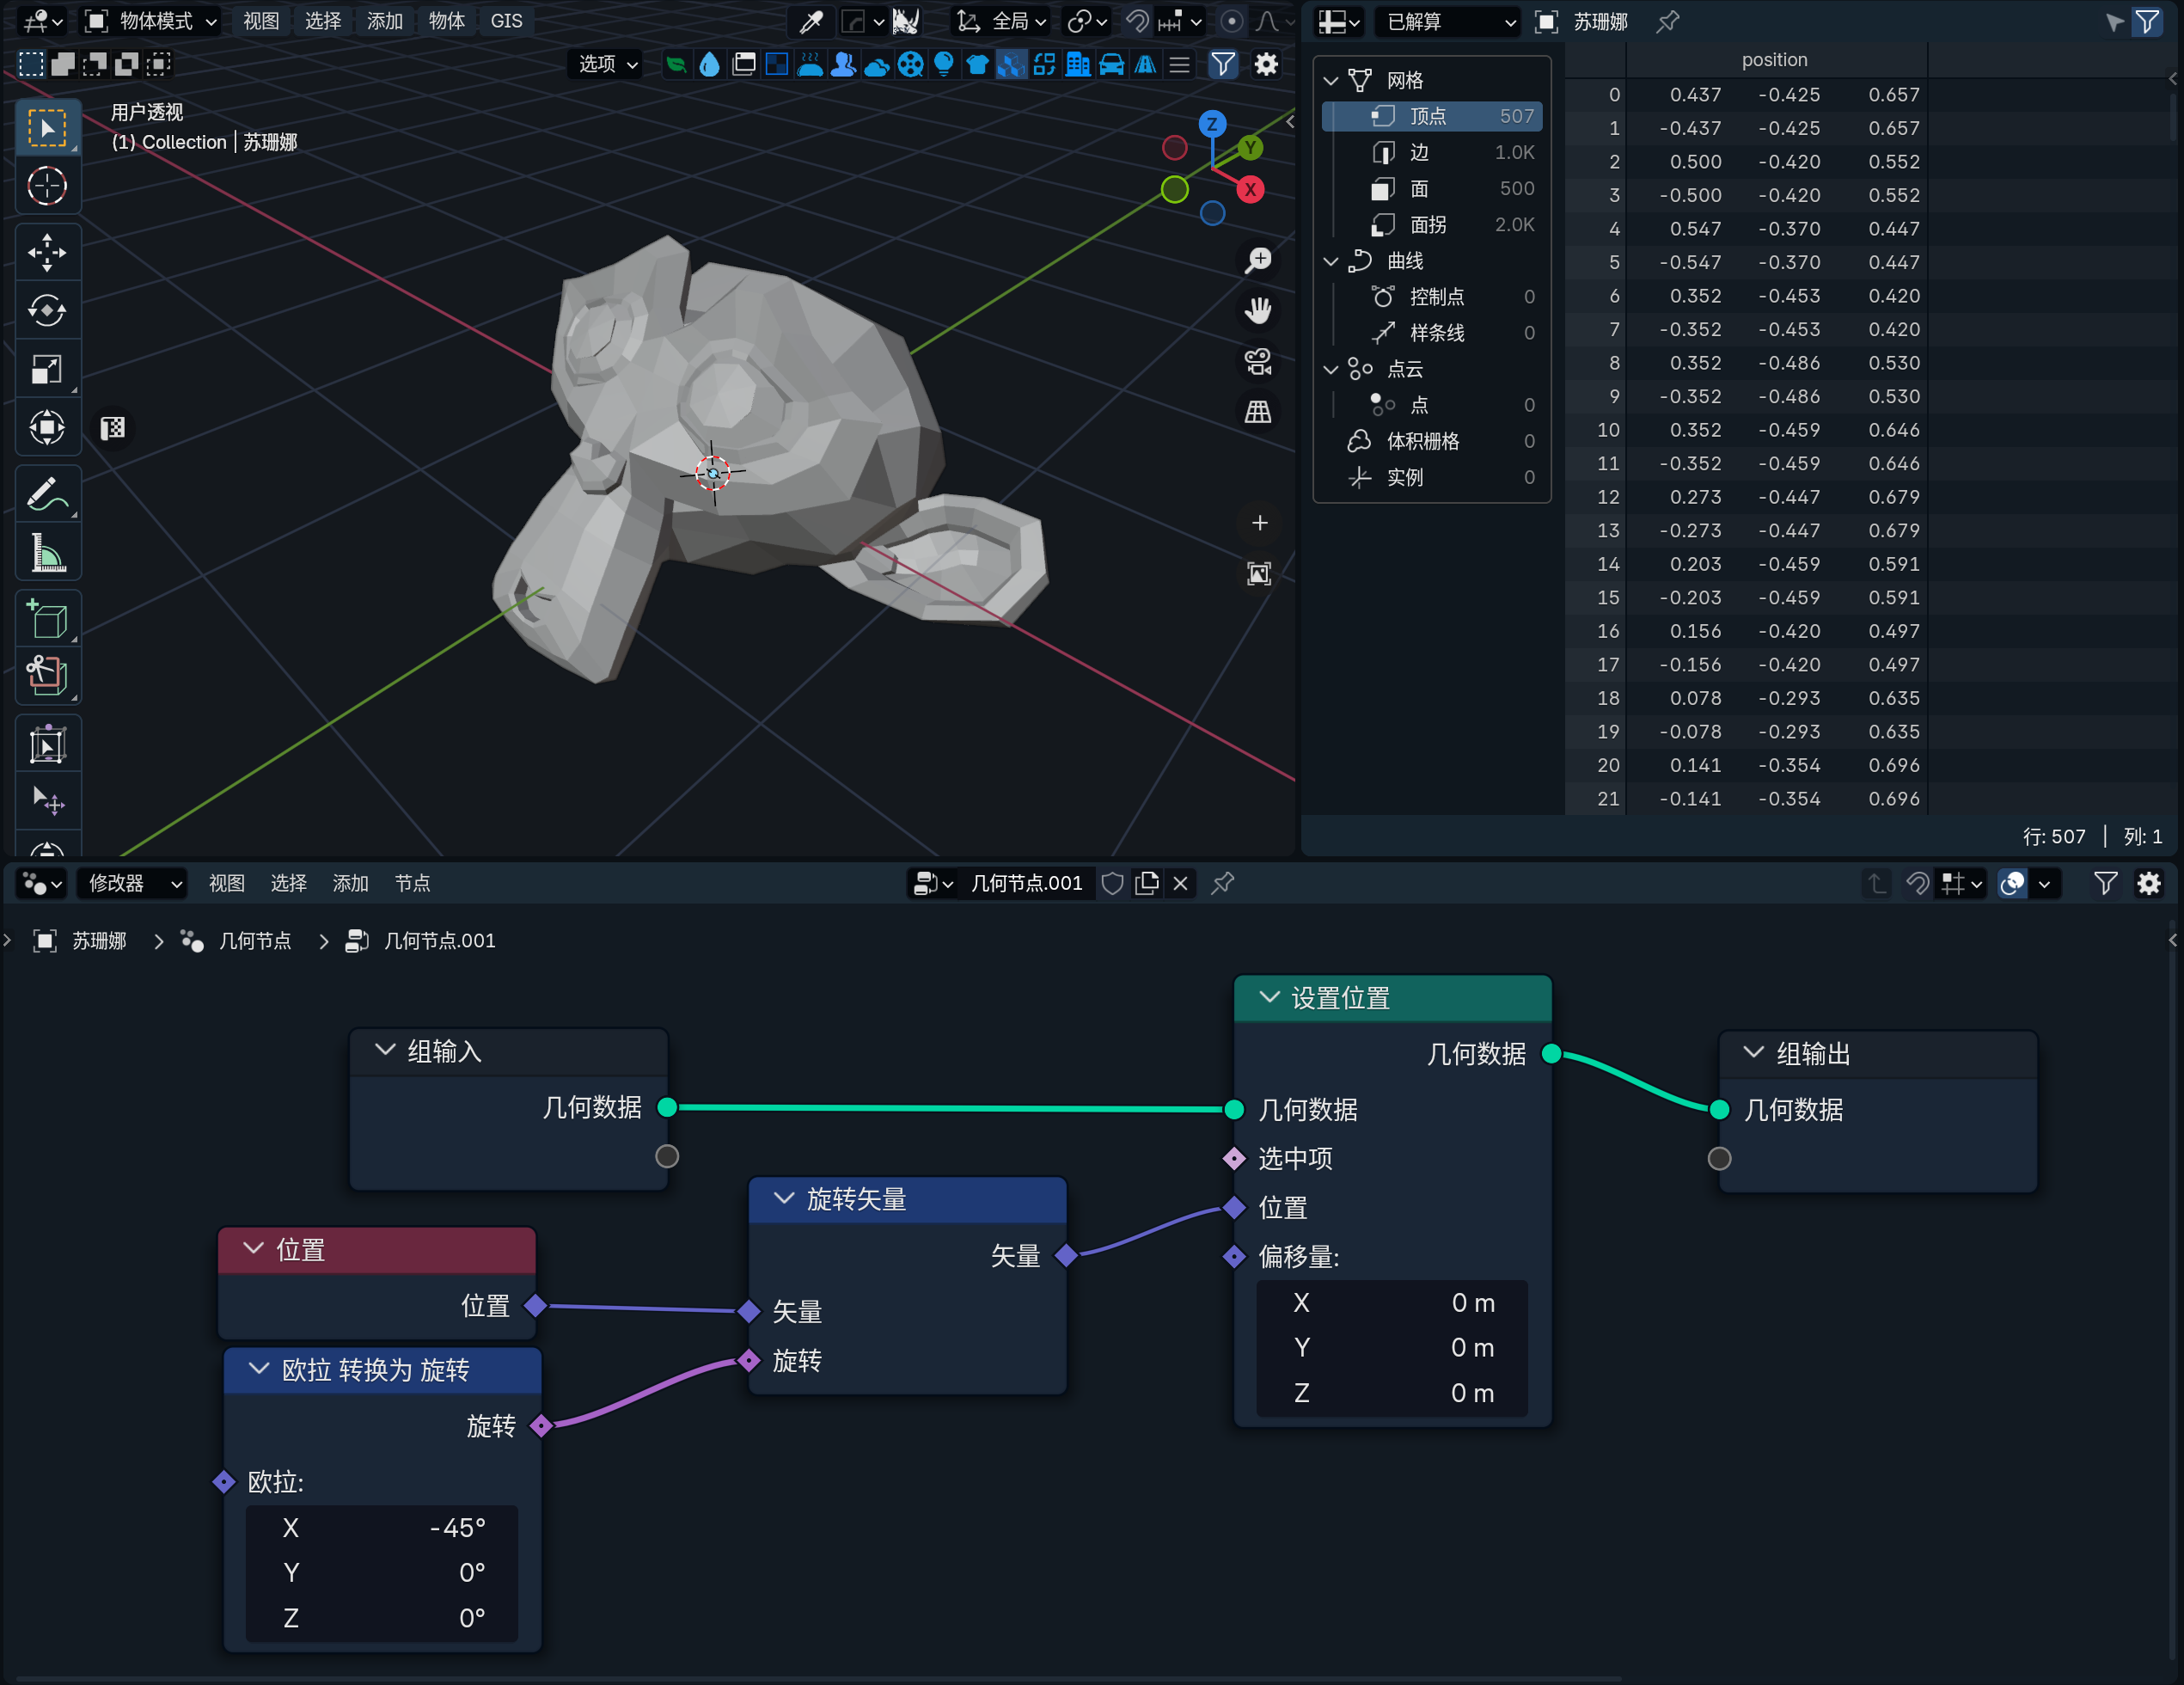 物体模式 视图 选择 添加 物体 GIS 全局
选项
用户透视
(1) Collection | 苏珊娜
Z
Y
X
已解算 苏珊娜
网格
顶点 507
边 1.0K
面 500
面拐 2.0K
曲线
控制点 0
样条线 0
点云
点 0
体积栅格 0
实例 0
position
0 0.437 -0.425 0.657
1 -0.437 -0.425 0.657
2 0.500 -0.420 0.552
3 -0.500 -0.420 0.552
4 0.547 -0.370 0.447
5 -0.547 -0.370 0.447
6 0.352 -0.453 0.420
7 -0.352 -0.453 0.420
8 0.352 -0.486 0.530
9 -0.352 -0.486 0.530
10 0.352 -0.459 0.646
11 -0.352 -0.459 0.646
12 0.273 -0.447 0.679
13 -0.273 -0.447 0.679
14 0.203 -0.459 0.591
15 -0.203 -0.459 0.591
16 0.156 -0.420 0.497
17 -0.156 -0.420 0.497
18 0.078 -0.293 0.635
19 -0.078 -0.293 0.635
20 0.141 -0.354 0.696
21 -0.141 -0.354 0.696
行: 507 | 列: 1
修改器 视图 选择 添加 节点 几何节点.001
苏珊娜 几何节点 几何节点.001
组输入
几何数据
位置
位置
欧拉 转换为 旋转
旋转
欧拉:
X -45°
Y 0°
Z 0°
旋转矢量
矢量
矢量
旋转
设置位置
几何数据
几何数据
选中项
位置
偏移量:
X 0 m
Y 0 m
Z 0 m
组输出
几何数据